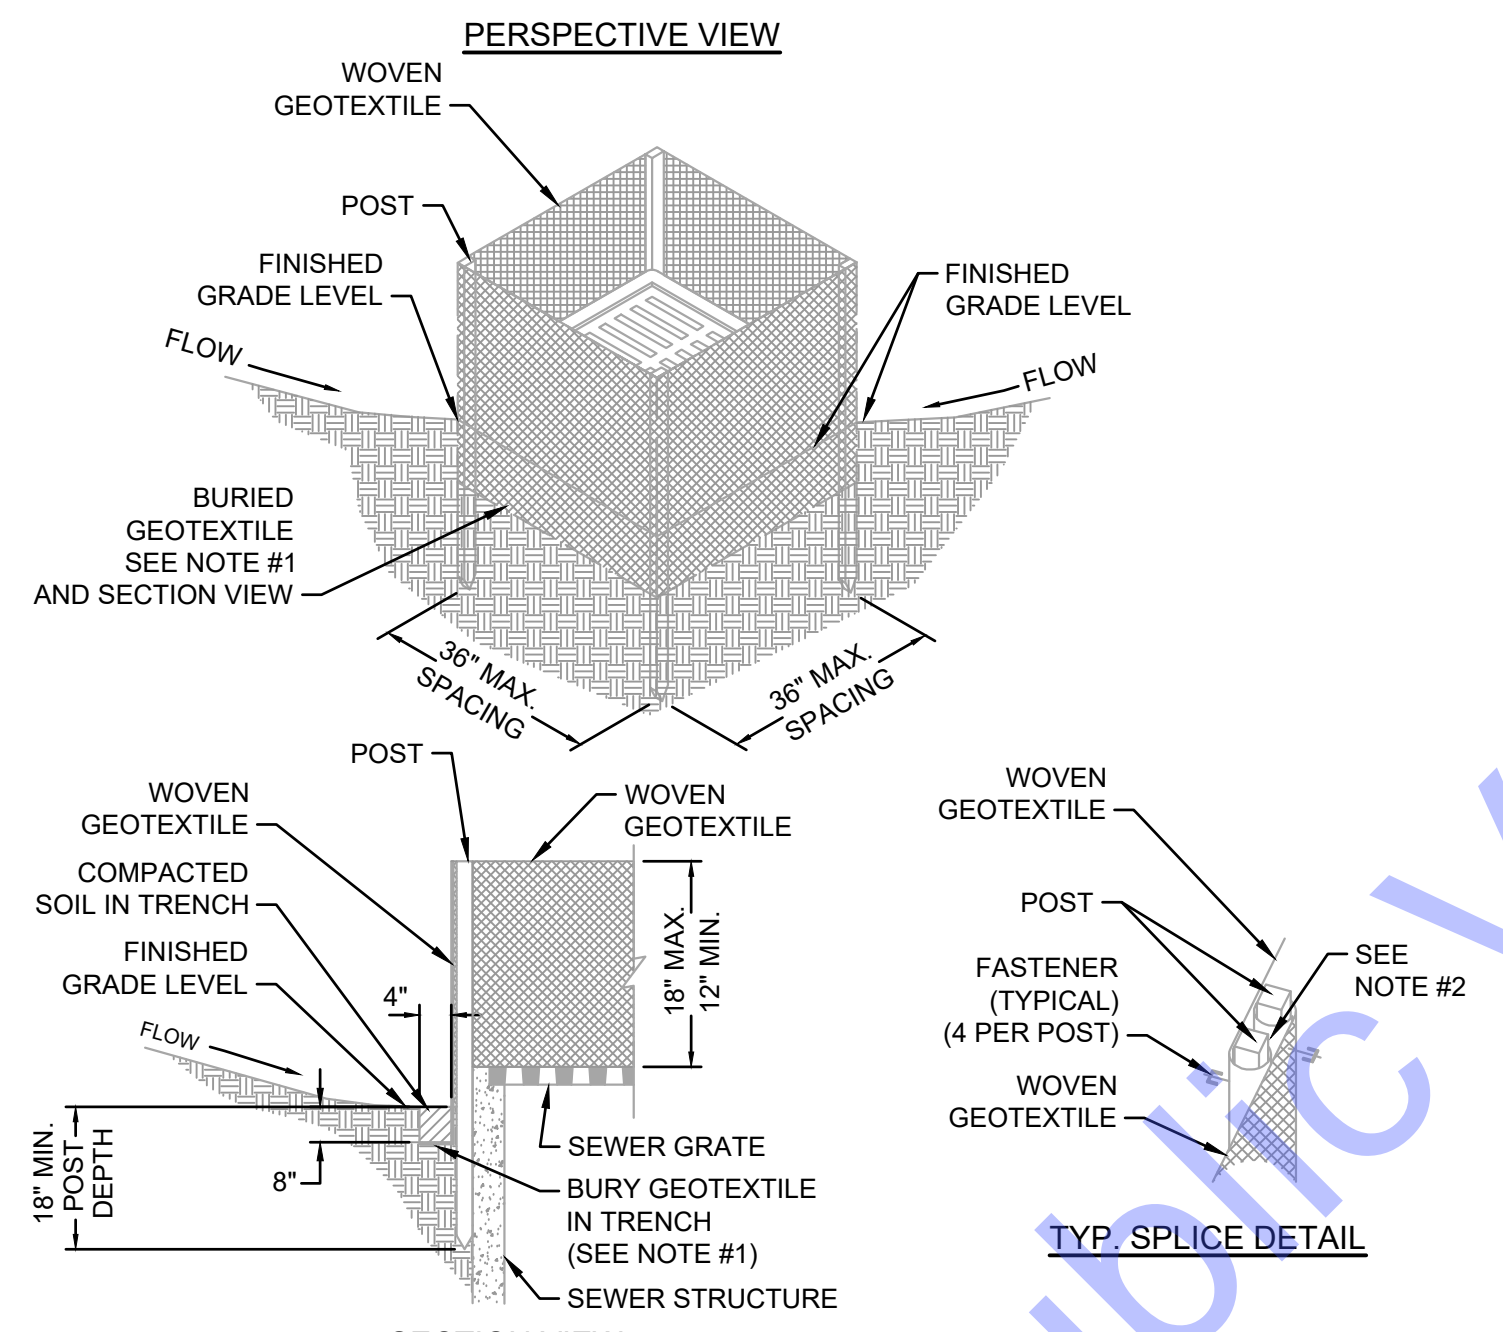 PERSPECTIVE VIEW
WOVEN
GEOTEXTILE
POST
FINISHED
GRADE LEVEL
FLOW
FINISHED
GRADE LEVEL
FLOW
BURIED
GEOTEXTILE
SEE NOTE #1
AND SECTION VIEW
36" MAX.
SPACING
36" MAX.
SPACING
POST
WOVEN
GEOTEXTILE
COMPACTED
SOIL IN TRENCH
FINISHED
GRADE LEVEL
FLOW
4"
8"
18" MIN.
POST
DEPTH
WOVEN
GEOTEXTILE
18" MAX.
12" MIN.
SEWER GRATE
BURY GEOTEXTILE
IN TRENCH
(SEE NOTE #1)
SEWER STRUCTURE
SECTION VIEW
WOVEN
GEOTEXTILE
POST
FASTENER
(TYPICAL)
(4 PER POST)
WOVEN
GEOTEXTILE
SEE
NOTE #2
TYP. SPLICE DETAIL
ublic V